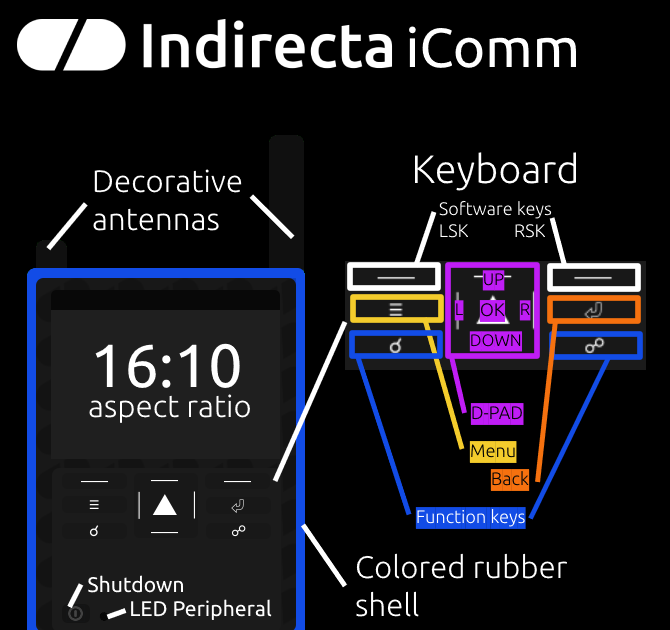 Indirecta iComm
Decorative
antennas
Keyboard
Software keys
LSK RSK
UP
L OK R
DOWN
16:10
aspect ratio
D-PAD
Menu
Back
Function keys
Colored rubber
shell
Shutdown
LED Peripheral